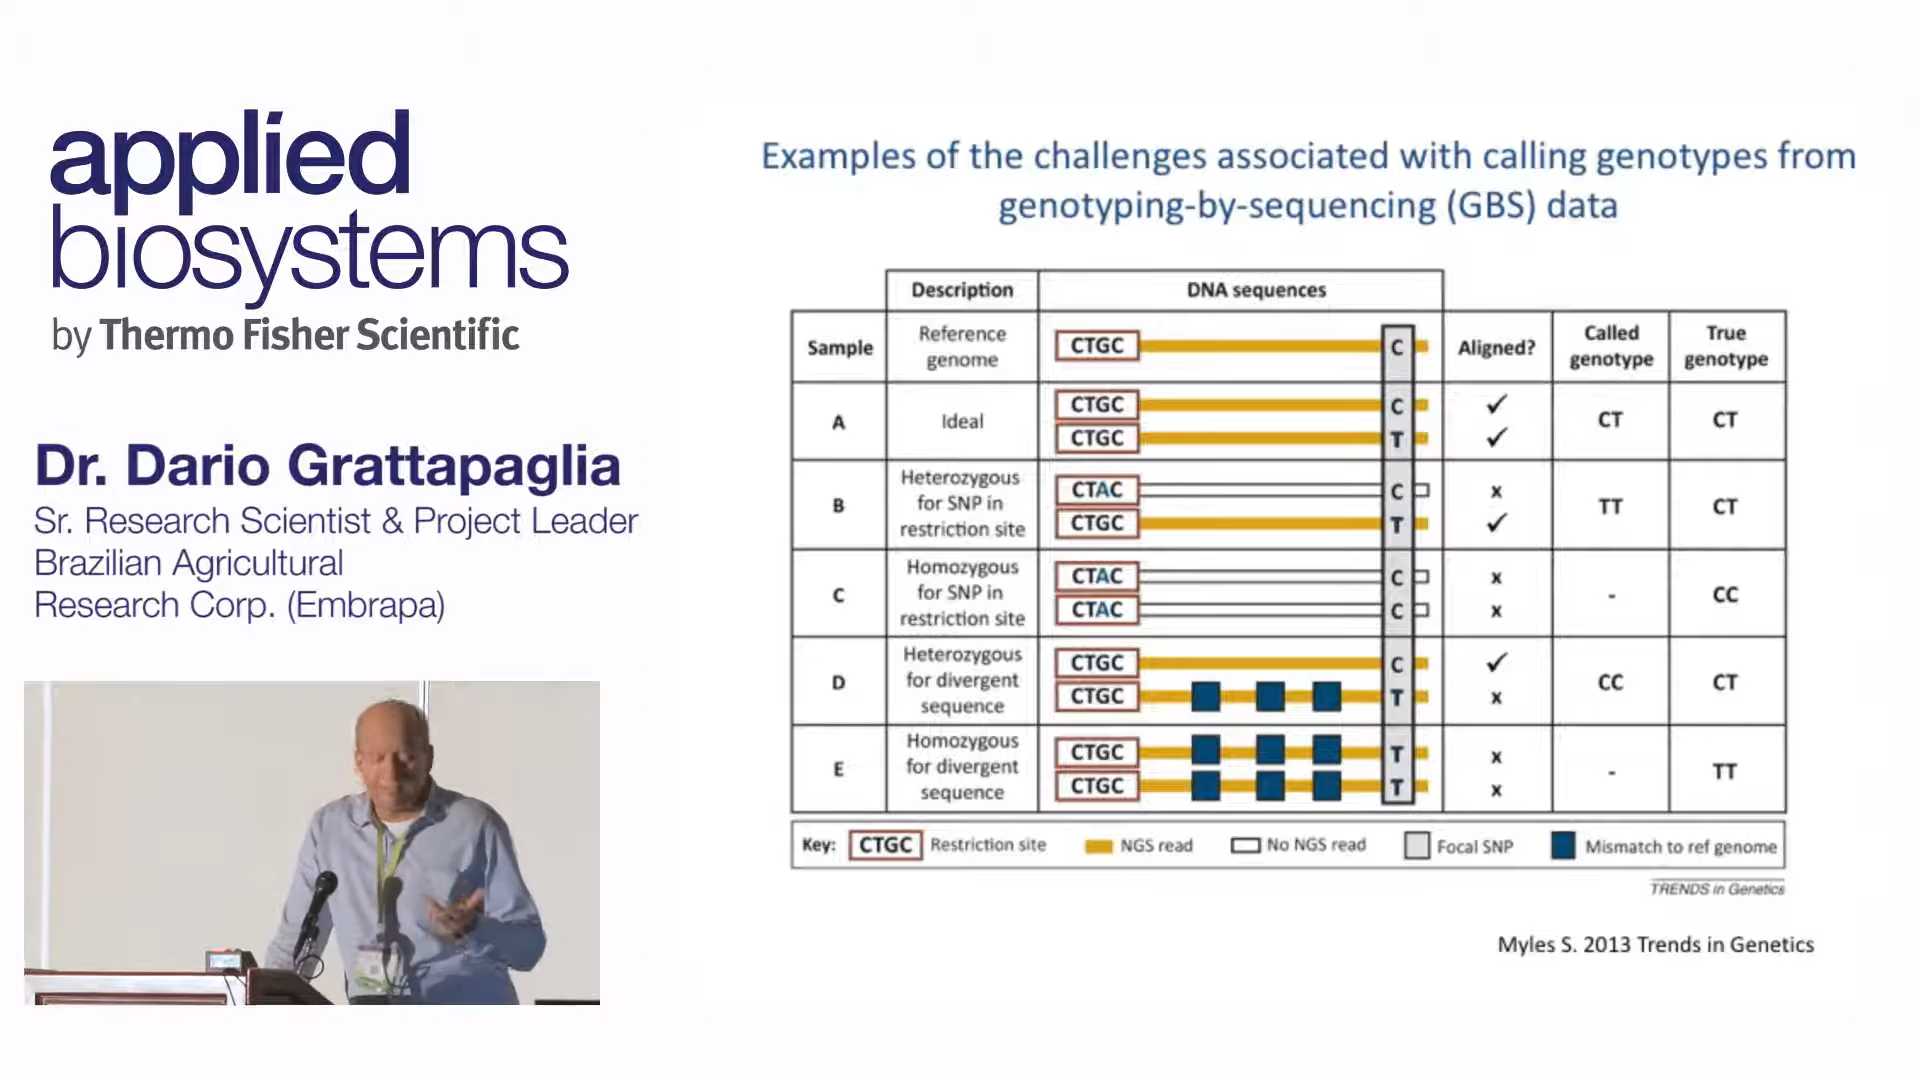 applied
biosystems
by Thermo Fisher Scientific
Dr. Dario Grattapaglia
Sr. Research Scientist & Project Leader
Brazilian Agricultural
Research Corp. (Embrapa)
Examples of the challenges associated with calling genotypes from
genotyping-by-sequencing (GBS) data
Description
DNA sequences
Sample
Reference
genome
CTGC
C
Aligned?
Called
genotype
True
genotype
A
Ideal
CTGC
C
✓
CTGC
T
✓
CT
CT
B
Heterozygous
for SNP in
restriction site
CTAC
C
x
CTGC
T
✓
TT
CT
C
Homozygous
for SNP in
restriction site
CTAC
C
x
CTAC
C
x
-
CC
D
Heterozygous
for divergent
sequence
CTGC
C
✓
CTGC
T
x
CC
CT
E
Homozygous
for divergent
sequence
CTGC
T
x
CTGC
T
x
-
TT
Key: CTGC Restriction site NGS read No NGS read Focal SNP Mismatch to ref genome
TRENDS in Genetics
Myles S. 2013 Trends in Genetics